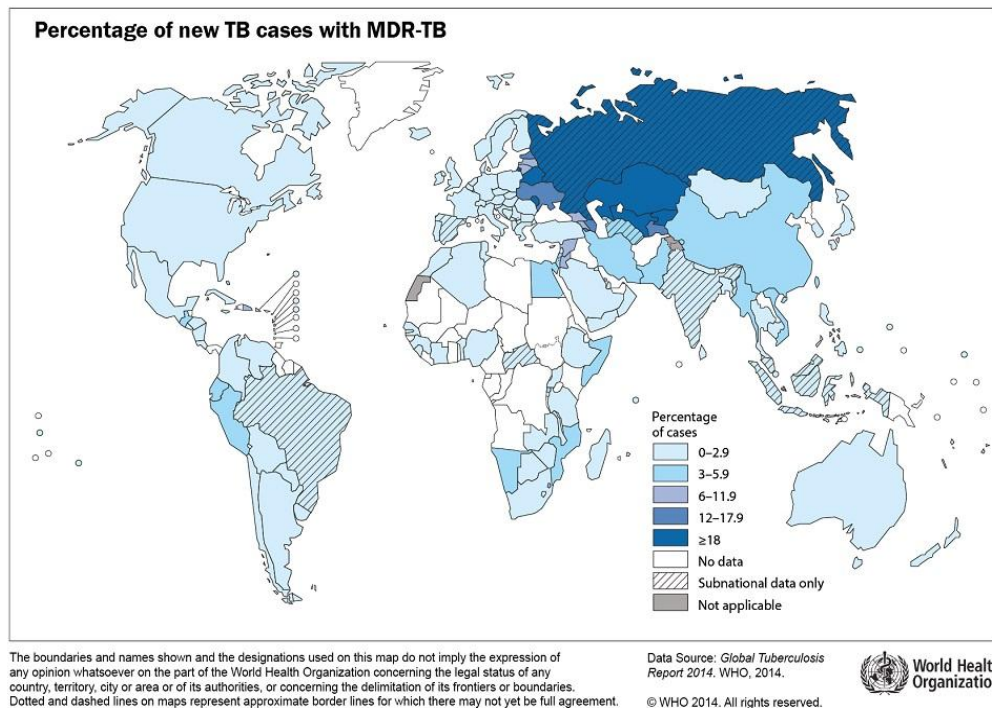 Percentage of new TB cases with MDR-TB
Percentage
of cases
0–2.9
3–5.9
6–11.9
12–17.9
≥18
No data
Subnational data only
Not applicable
The boundaries and names shown and the designations used on this map do not imply the expression of
any opinion whatsoever on the part of the World Health Organization concerning the legal status of any
country, territory, city or area or of its authorities, or concerning the delimitation of its frontiers or boundaries.
Dotted and dashed lines on maps represent approximate border lines for which there may not yet be full agreement.
Data Source: Global Tuberculosis
Report 2014. WHO, 2014.
© WHO 2014. All rights reserved.
World Healt
Organizatio